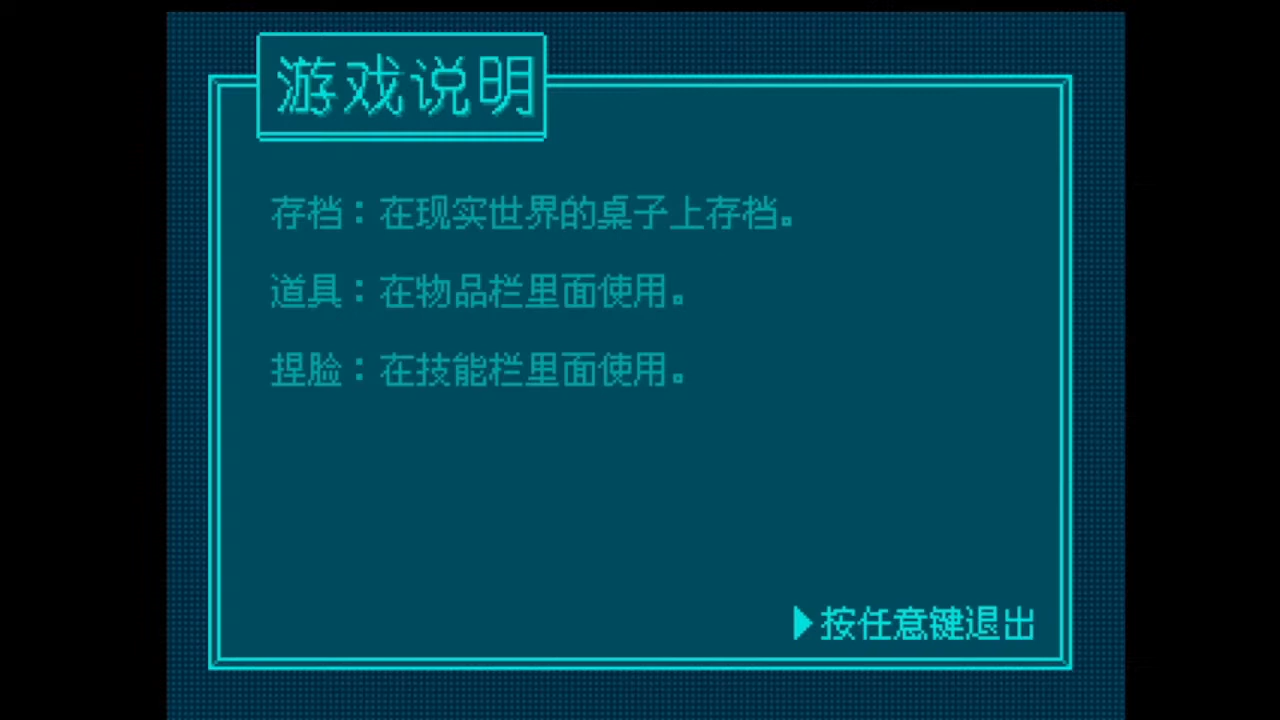 游戏说明
存档：在现实世界的桌子上存档。
道具：在物品栏里面使用。
捏脸：在技能栏里面使用。
▶按任意键退出